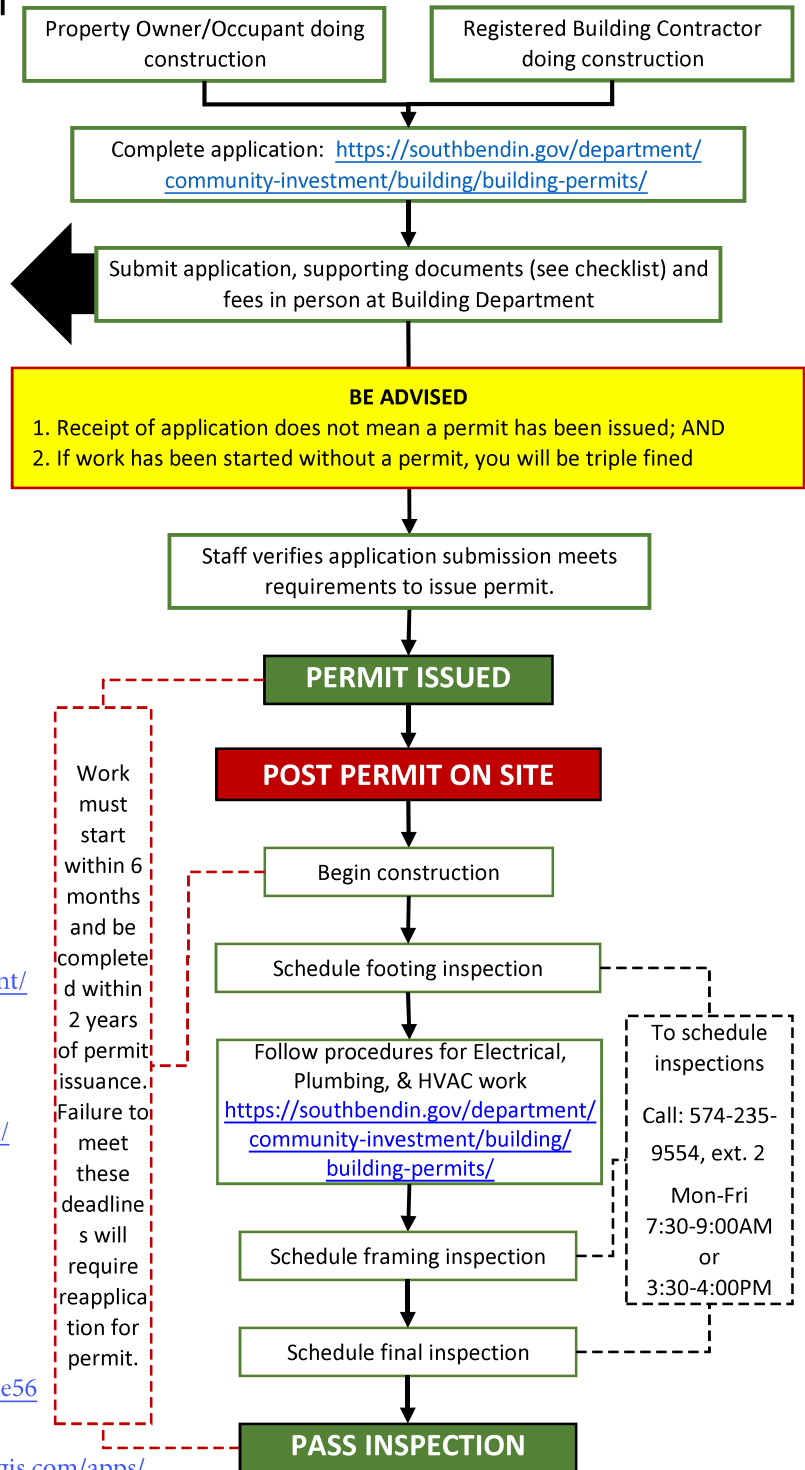 Property Owner/Occupant doing
construction
Registered Building Contractor
doing construction
Complete application: https://southbendin.gov/department/
community-investment/building/building-permits/
Submit application, supporting documents (see checklist) and
fees in person at Building Department
BE ADVISED
1. Receipt of application does not mean a permit has been issued; AND
2. If work has been started without a permit, you will be triple fined
Staff verifies application submission meets
requirements to issue permit.
PERMIT ISSUED
POST PERMIT ON SITE
Work
must
start
within 6
months
and be
complete
d within
2 years
of permit
issuance.
Failure to
meet
these
deadline
s will
require
reapplica
tion for
permit.
Begin construction
Schedule footing inspection
nt/
Follow procedures for Electrical,
Plumbing, & HVAC work
https://southbendin.gov/department/
community-investment/building/
building-permits/
/
To schedule
inspections
Call: 574-235-
9554, ext. 2
Mon-Fri
7:30-9:00AM
or
3:30-4:00PM
Schedule framing inspection
Schedule final inspection
e56
PASS INSPECTION
gis.com/apps/